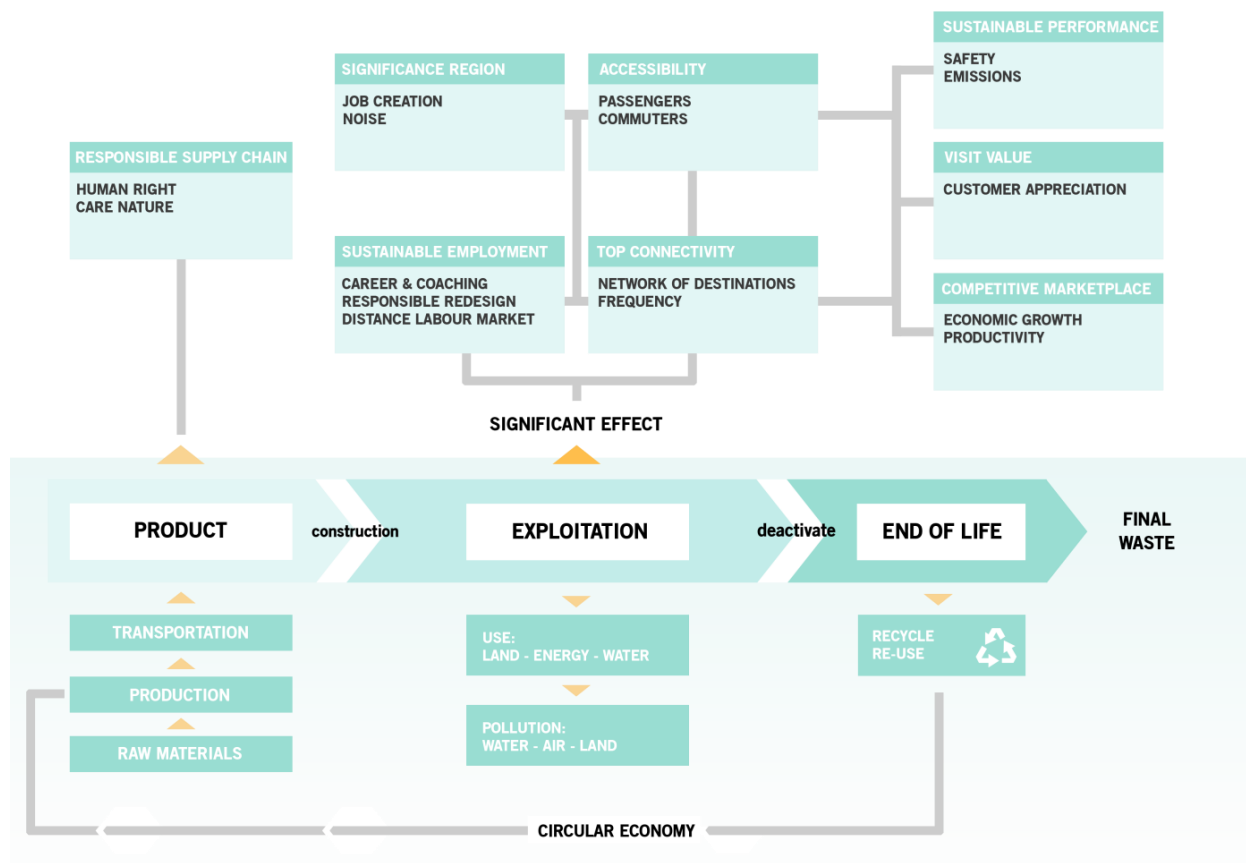 SUSTAINABLE PERFORMANCE
SAFETY
EMISSIONS
SIGNIFICANCE REGION
JOB CREATION
NOISE
ACCESSIBILITY
PASSENGERS
COMMUTERS
RESPONSIBLE SUPPLY CHAIN
HUMAN RIGHT
CARE NATURE
VISIT VALUE
CUSTOMER APPRECIATION
SUSTAINABLE EMPLOYMENT
CAREER & COACHING
RESPONSIBLE REDESIGN
DISTANCE LABOUR MARKET
TOP CONNECTIVITY
NETWORK OF DESTINATIONS
FREQUENCY
COMPETITIVE MARKETPLACE
ECONOMIC GROWTH
PRODUCTIVITY
SIGNIFICANT EFFECT
PRODUCT
construction
EXPLOITATION
deactivate
END OF LIFE
FINAL
WASTE
TRANSPORTATION
PRODUCTION
RAW MATERIALS
USE:
LAND - ENERGY - WATER
POLLUTION:
WATER - AIR - LAND
RECYCLE
RE-USE
CIRCULAR ECONOMY